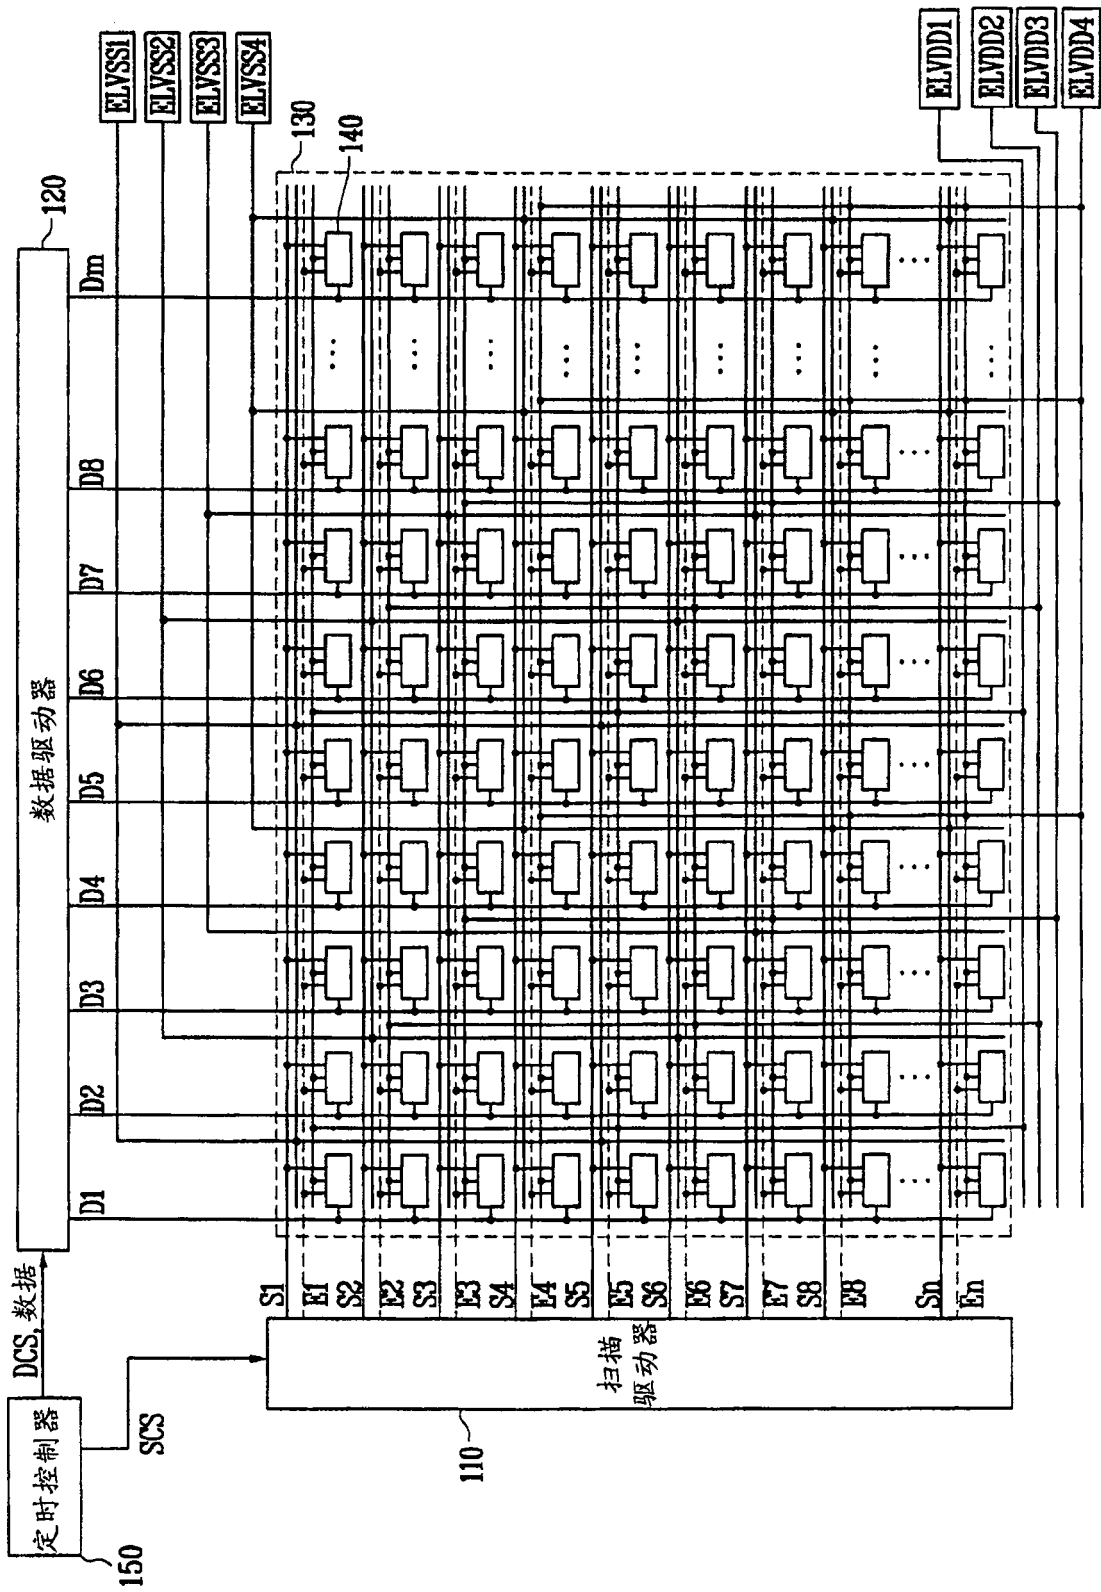 定时控制器
150
DCS, 数据
SCS
数据驱动器
120
扫描
驱动器
110
D1
D2
D3
D4
D5
D6
D7
D8
Dm
ELVSS1
ELVSS2
ELVSS3
ELVSS4
130
140
S1
E1
S2
E2
S3
E3
S4
E4
S5
E5
S6
E6
S7
E7
S8
E8
Sn
En
ELVDD1
ELVDD2
ELVDD3
ELVDD4